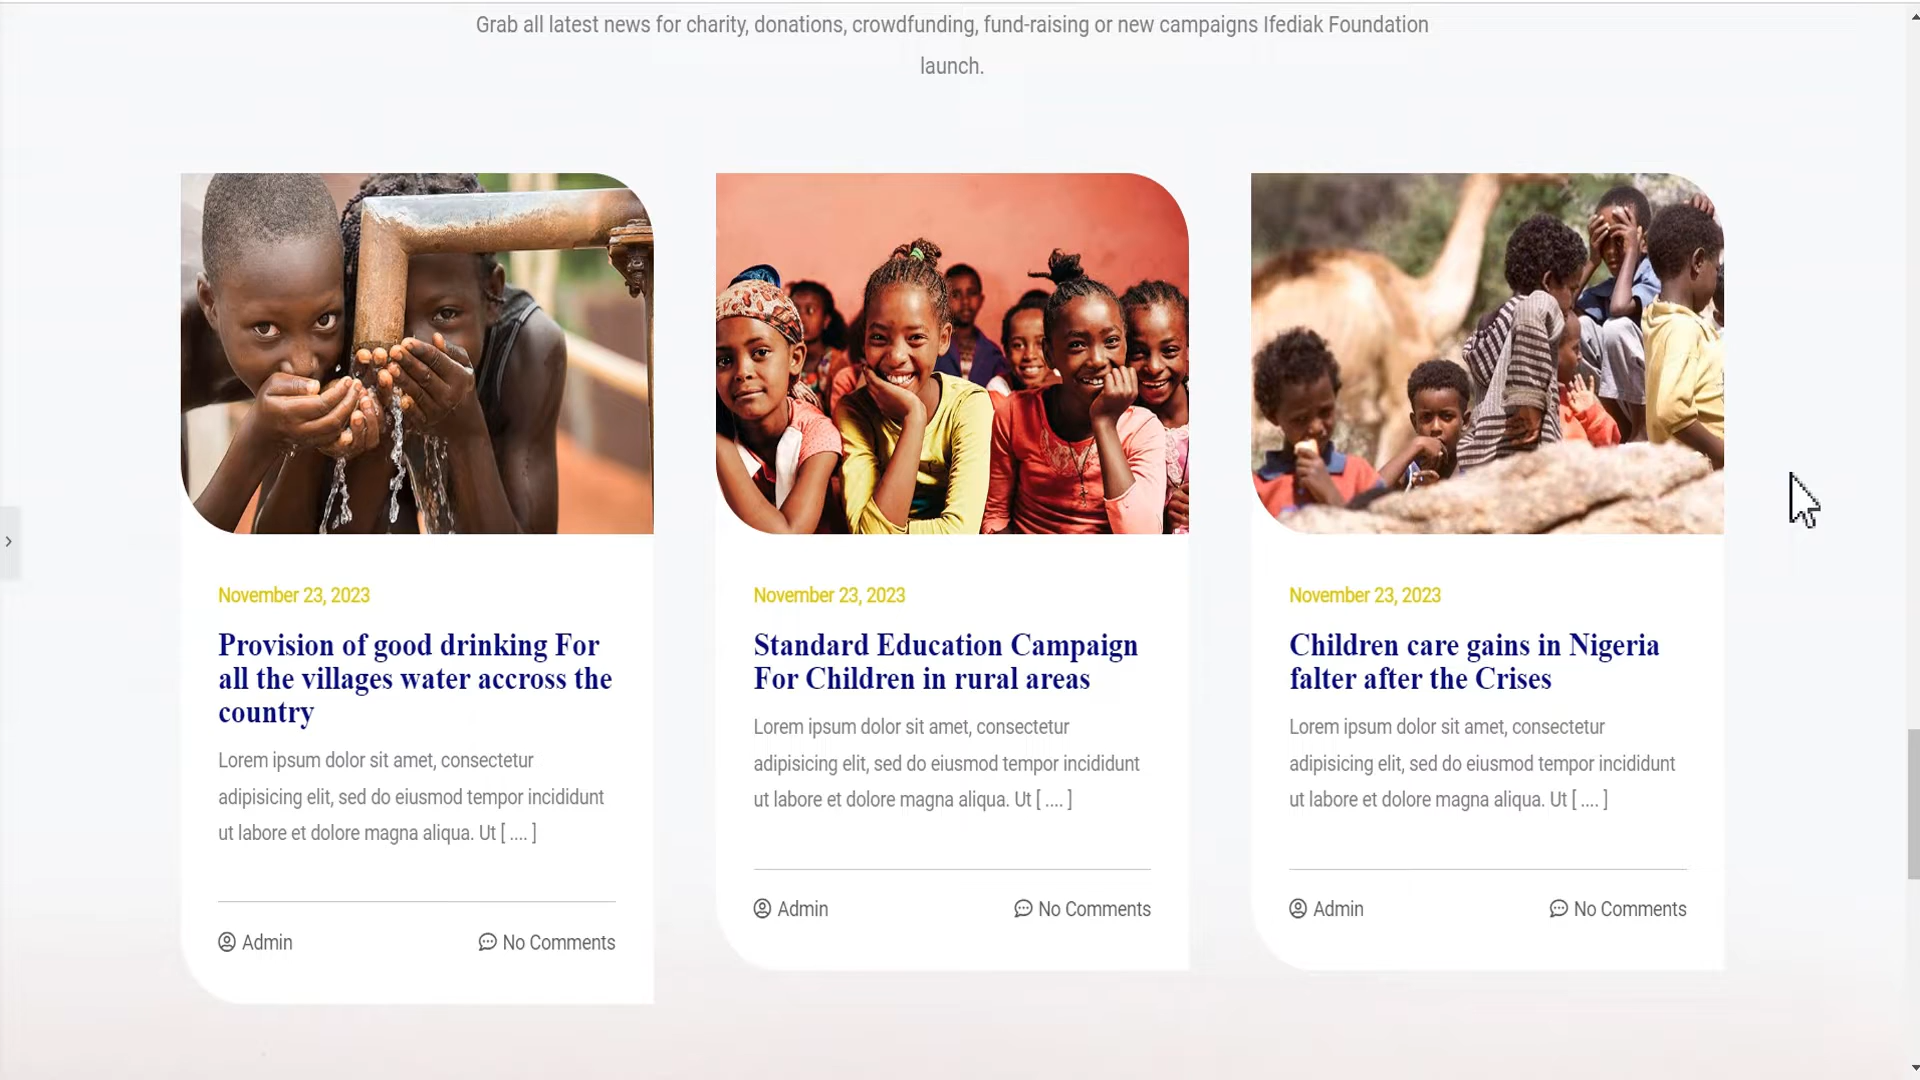 Grab all latest news for charity, donations, crowdfunding, fund-raising or new campaigns Ifediak Foundation
launch.
November 23, 2023
Provision of good drinking For
all the villages water accross the
country
Lorem ipsum dolor sit amet, consectetur
adipisicing elit, sed do eiusmod tempor incididunt
ut labore et dolore magna aliqua. Ut [ .... ]
Admin
No Comments
November 23, 2023
Standard Education Campaign
For Children in rural areas
Lorem ipsum dolor sit amet, consectetur
adipisicing elit, sed do eiusmod tempor incididunt
ut labore et dolore magna aliqua. Ut [ .... ]
Admin
No Comments
November 23, 2023
Children care gains in Nigeria
falter after the Crises
Lorem ipsum dolor sit amet, consectetur
adipisicing elit, sed do eiusmod tempor incididunt
ut labore et dolore magna aliqua. Ut [ .... ]
Admin
No Comments